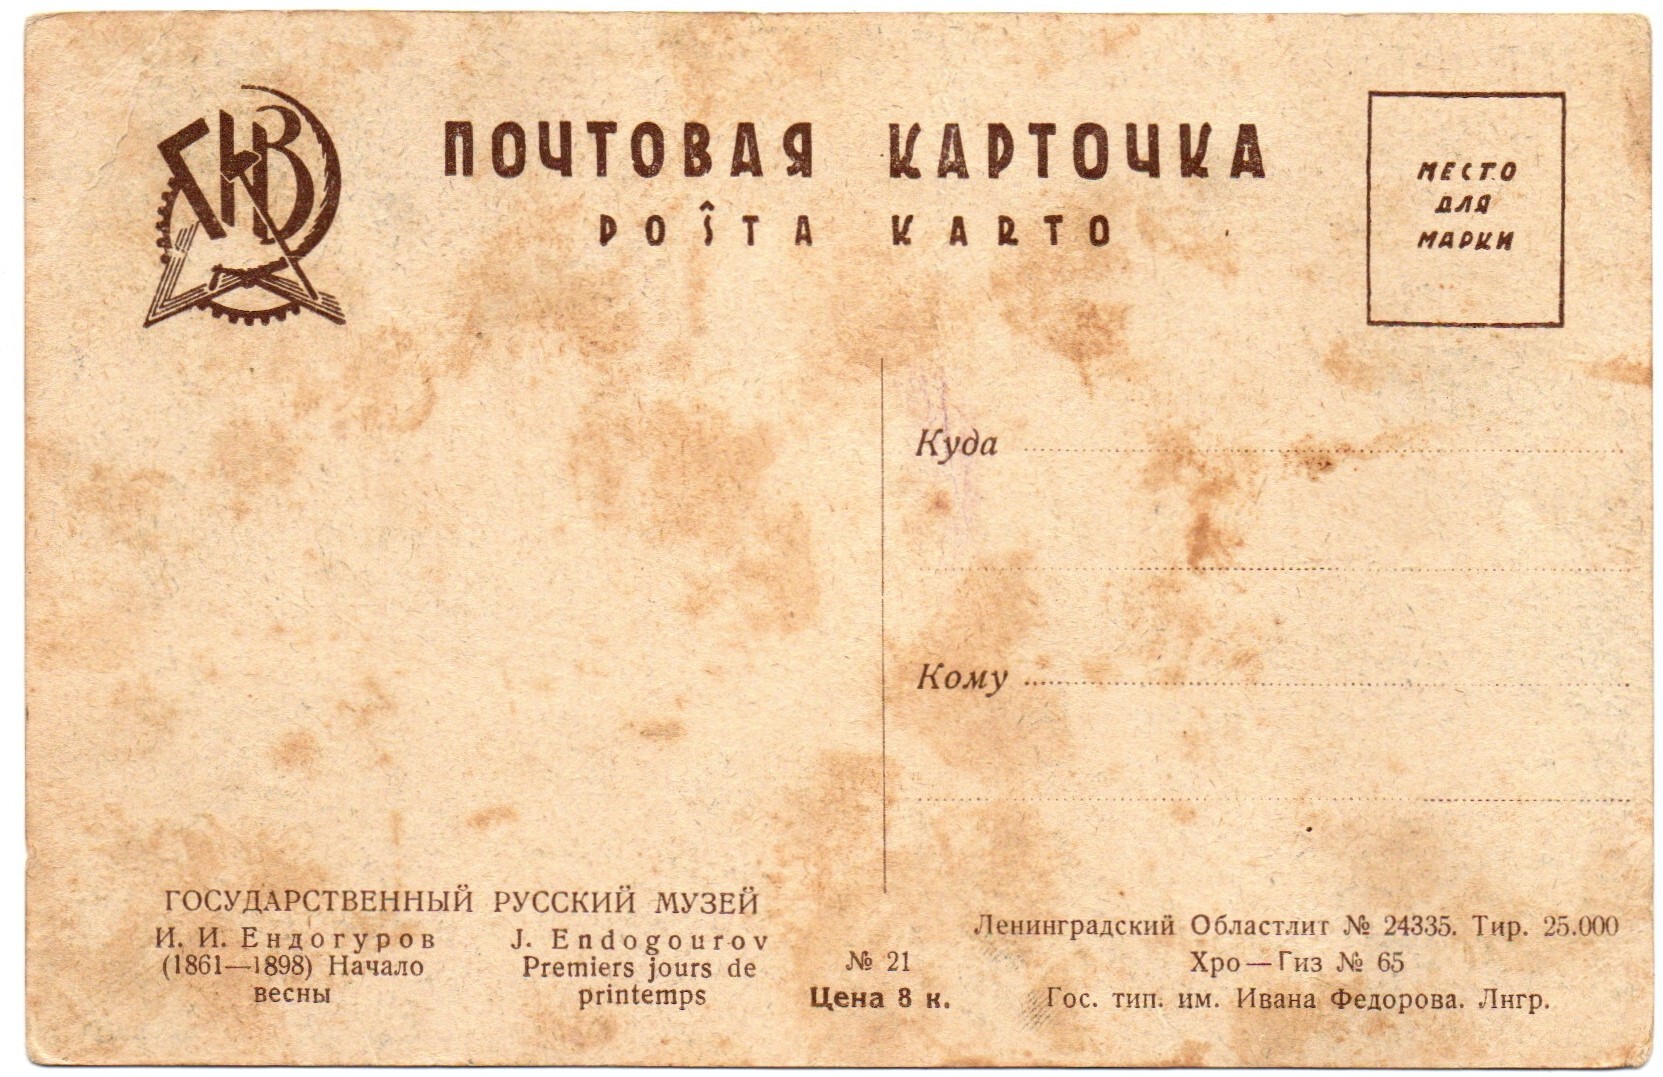 ГИЗ
ПОЧТОВАЯ КАРТОЧКА
POŜTA KARTO
МЕСТО
ДЛЯ
МАРКИ
Куда
Кому
ГОСУДАРСТВЕННЫЙ РУССКИЙ МУЗЕЙ
И. И. Ендогуров
(1861—1898) Начало
весны
J. Endogourov
Premiers jours de
printemps
№ 21
Цена 8 к.
Ленинградский Областлит № 24335. Тир. 25.000
Хро—Гиз № 65
Гос. тип. им. Ивана Федорова. Лнгр.